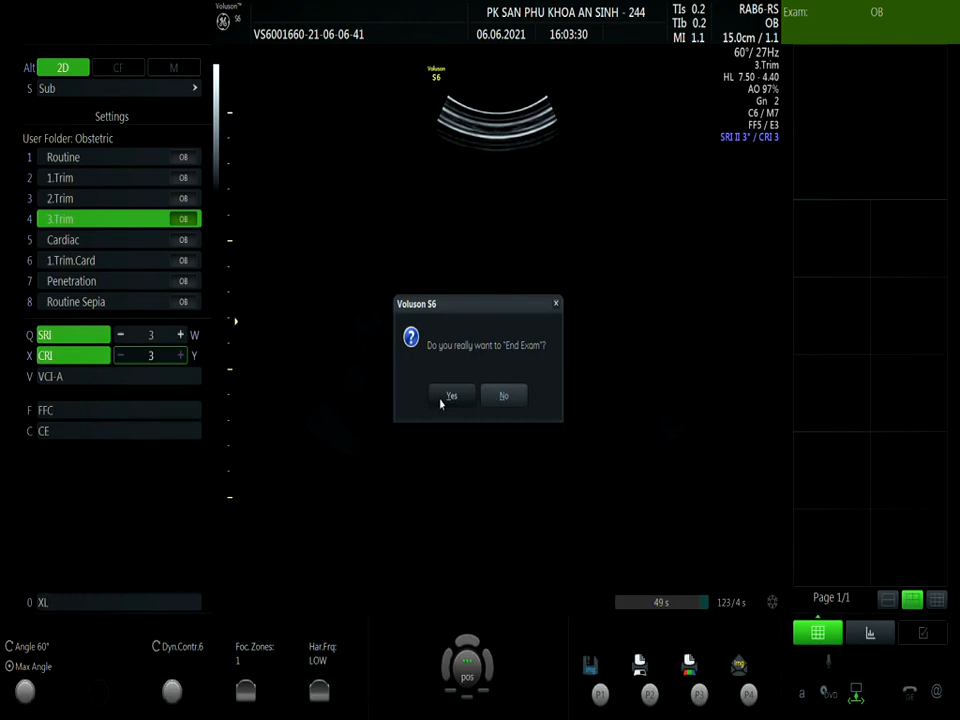 Voluson™
S6
VS6001660-21-06-06-41
PK SAN PHU KHOA AN SINH - 244
06.06.2021
16:03:30
TIs 0.2
TIb 0.2
MI 1.1
RAB6-RS
OB
15.0cm / 1.1
60°/ 27Hz
3.Trim
HL 7.50 - 4.40
AO 97%
Gn 2
C6 / M7
FF5 / E3
SRI II 3° / CRI 3
Exam: OB
Alt 2D CF M
S Sub
Settings
User Folder: Obstetric
1 Routine OB
2 1.Trim OB
3 2.Trim OB
4 3.Trim OB
5 Cardiac OB
6 1.Trim.Card OB
7 Penetration OB
8 Routine Sepia OB
Q SRI − 3 + W
X CRI − 3 + Y
V VCI-A
F FFC
C CE
0 XL
Voluson
S6
Voluson S6
Do you really want to "End Exam"?
Yes
No
49 s
123/4 s
Page 1/1
Angle 60°
Max Angle
Dyn.Contr.6
Foc. Zones:
1
Har.Frq:
LOW
pos
img
P1
P2
P3
P4
a
DVD
@